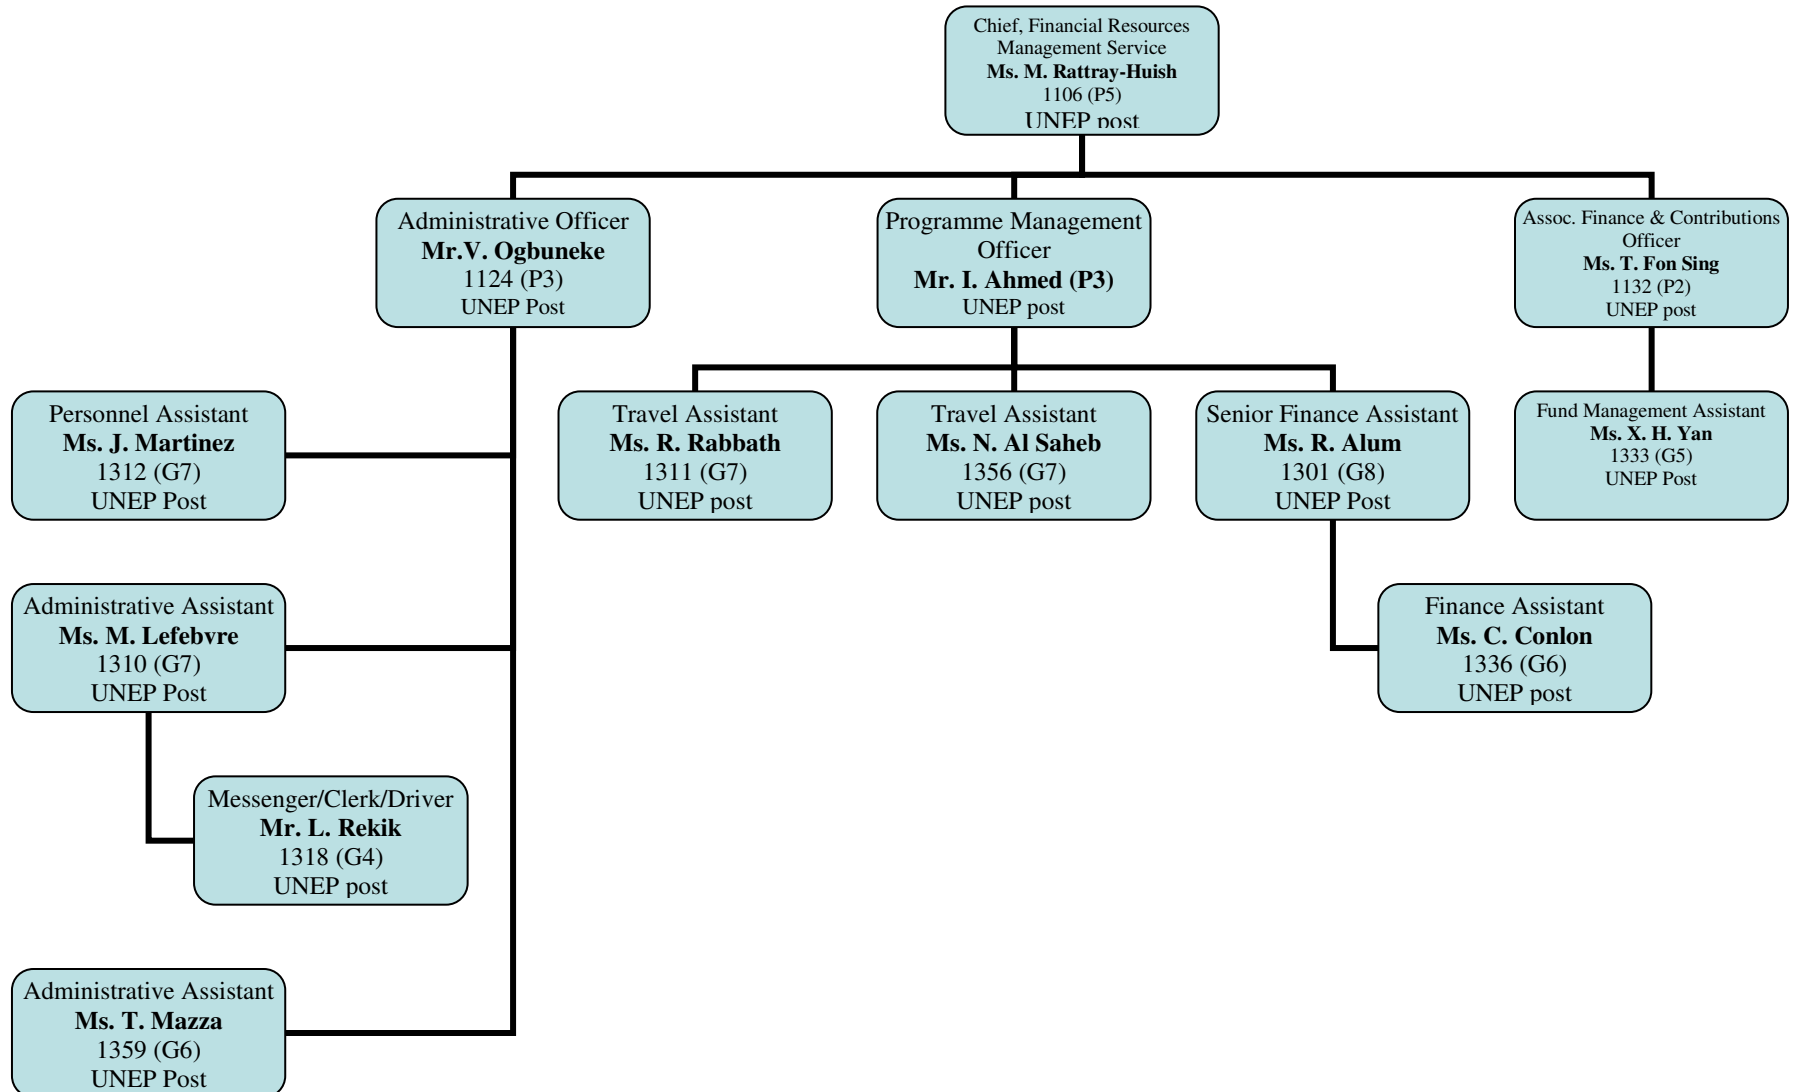 Chief, Financial Resources
Management Service
Ms. M. Rattray-Huish
1106 (P5)
UNEP post
Administrative Officer
Mr.V. Ogbuneke
1124 (P3)
UNEP Post
Programme Management
Officer
Mr. I. Ahmed (P3)
UNEP post
Assoc. Finance & Contributions
Officer
Ms. T. Fon Sing
1132 (P2)
UNEP post
Personnel Assistant
Ms. J. Martinez
1312 (G7)
UNEP Post
Travel Assistant
Ms. R. Rabbath
1311 (G7)
UNEP post
Travel Assistant
Ms. N. Al Saheb
1356 (G7)
UNEP post
Senior Finance Assistant
Ms. R. Alum
1301 (G8)
UNEP Post
Fund Management Assistant
Ms. X. H. Yan
1333 (G5)
UNEP Post
Administrative Assistant
Ms. M. Lefebvre
1310 (G7)
UNEP Post
Finance Assistant
Ms. C. Conlon
1336 (G6)
UNEP post
Messenger/Clerk/Driver
Mr. L. Rekik
1318 (G4)
UNEP post
Administrative Assistant
Ms. T. Mazza
1359 (G6)
UNEP Post